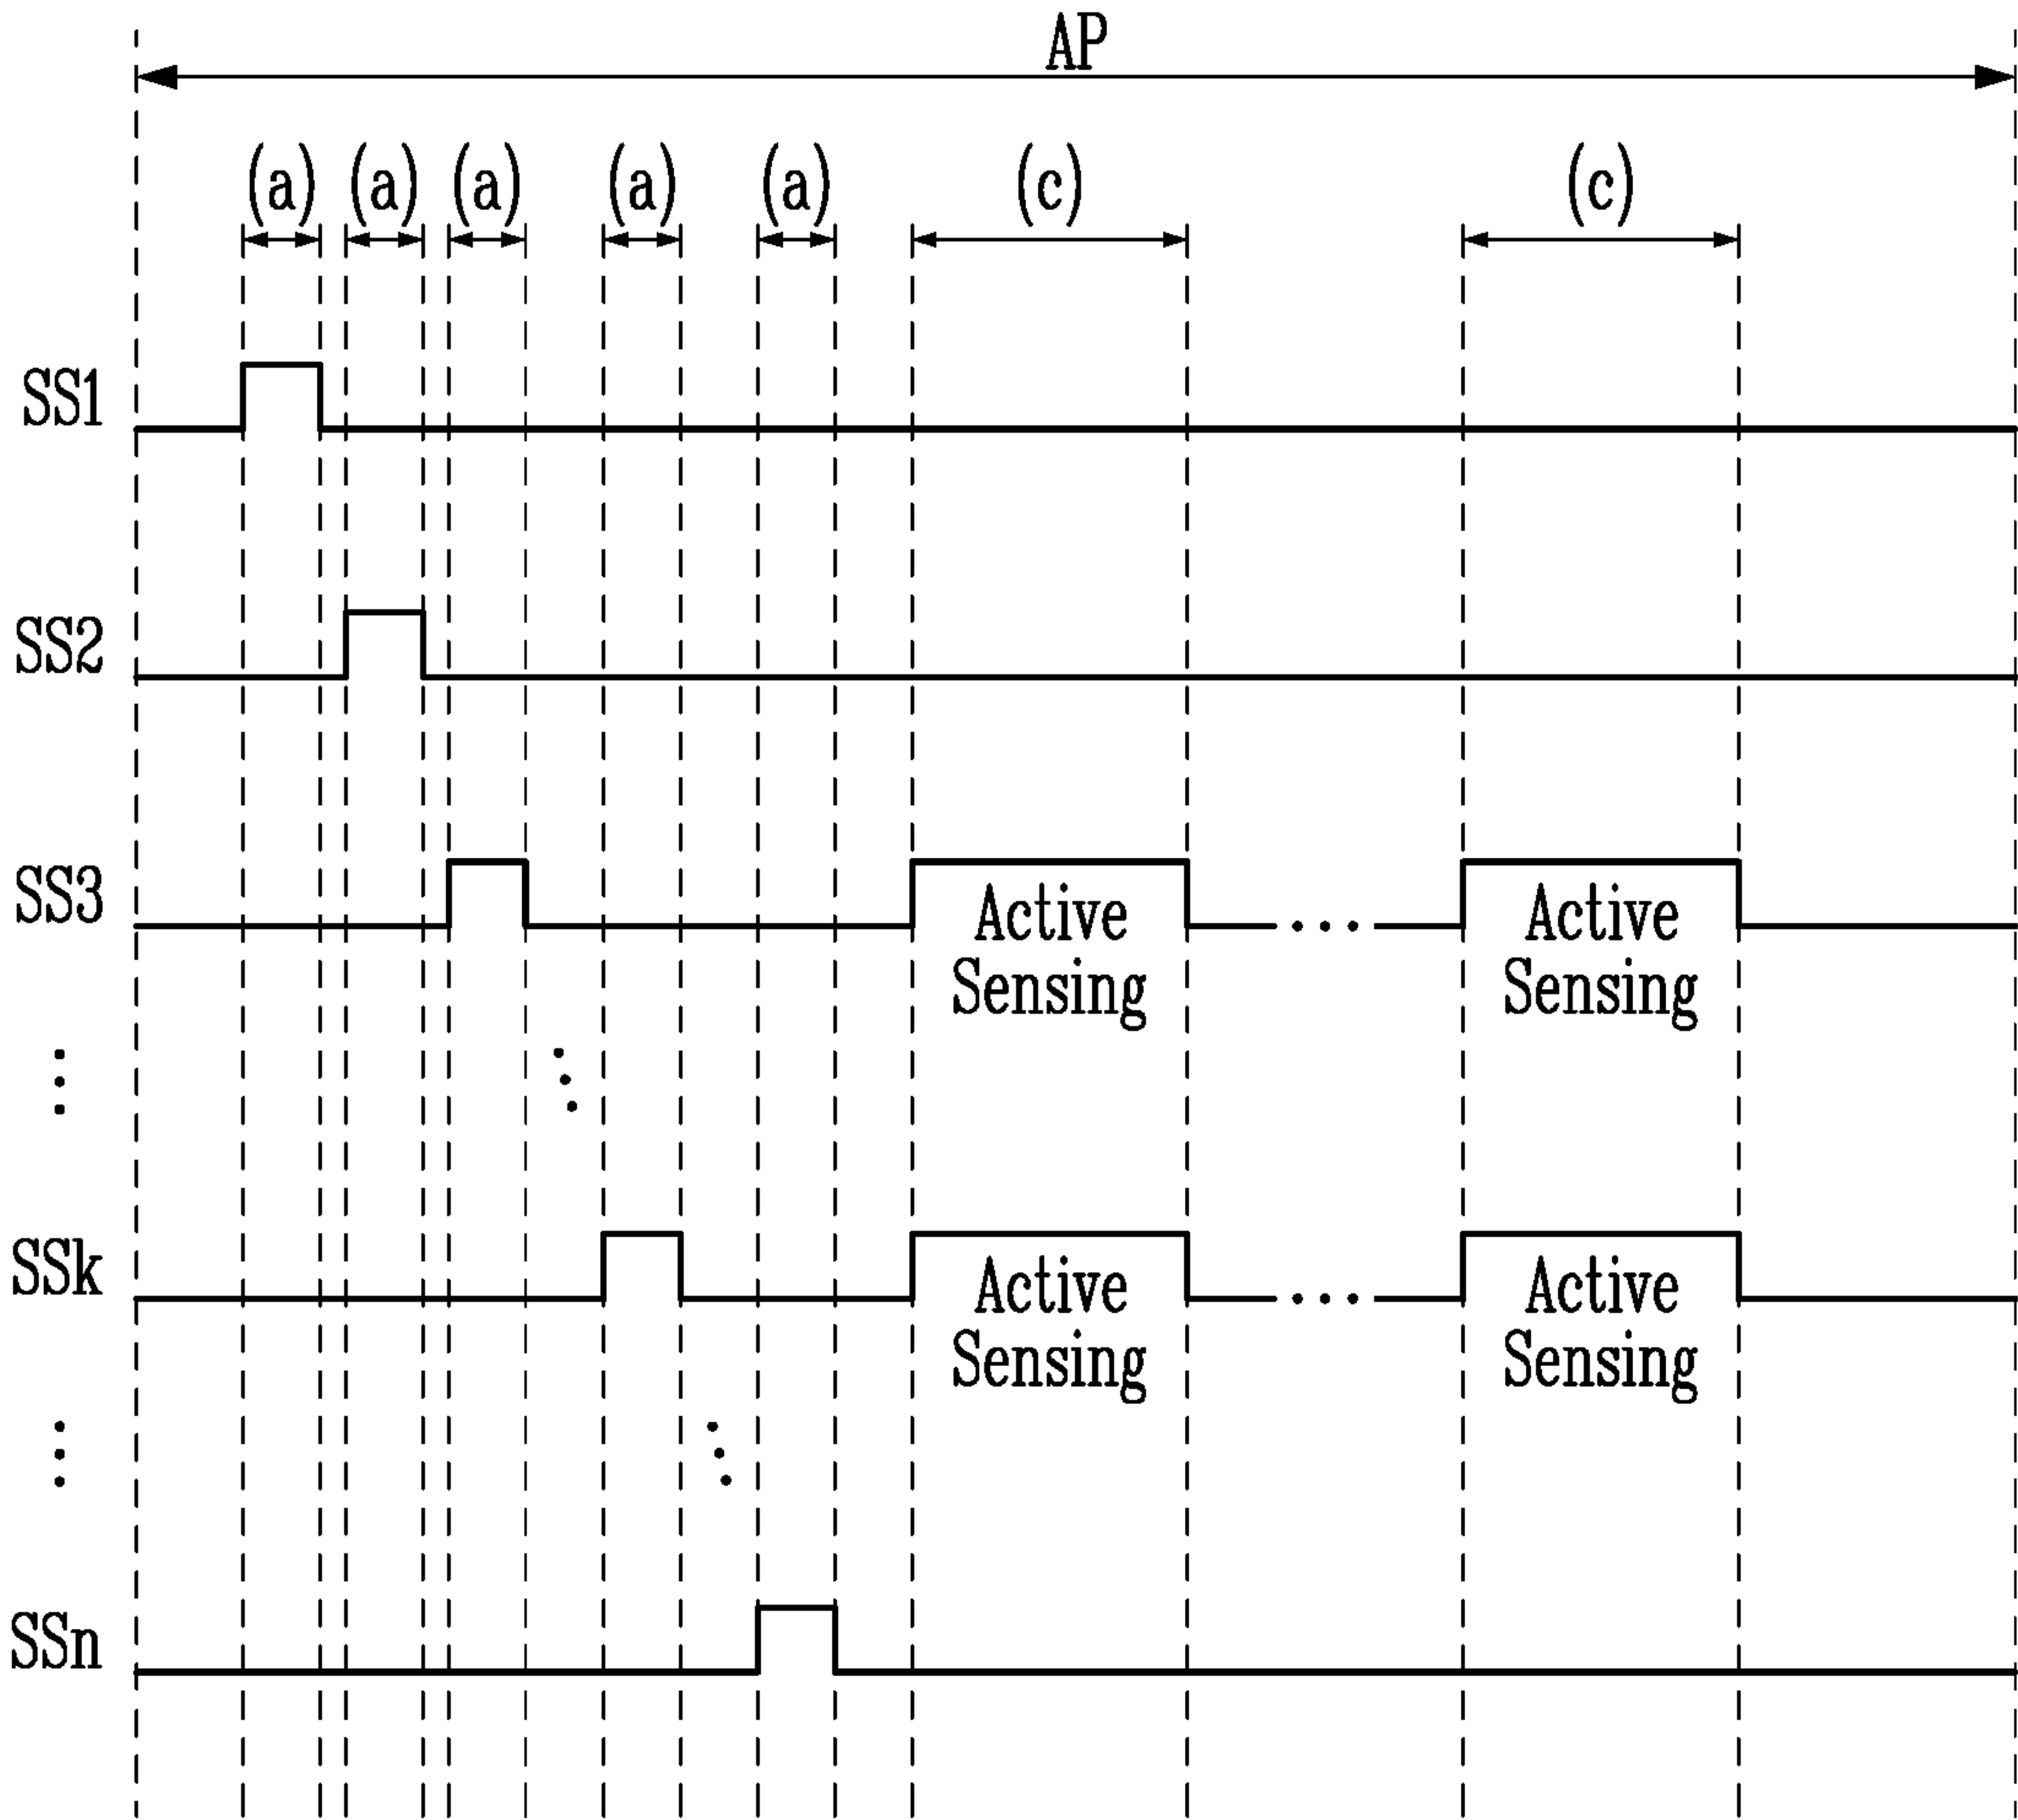 AP
(a) (a) (a) (a) (a) (c) (c)
SS1
SS2
SS3
Active Sensing
Active Sensing
SSk
Active Sensing
Active Sensing
SSn